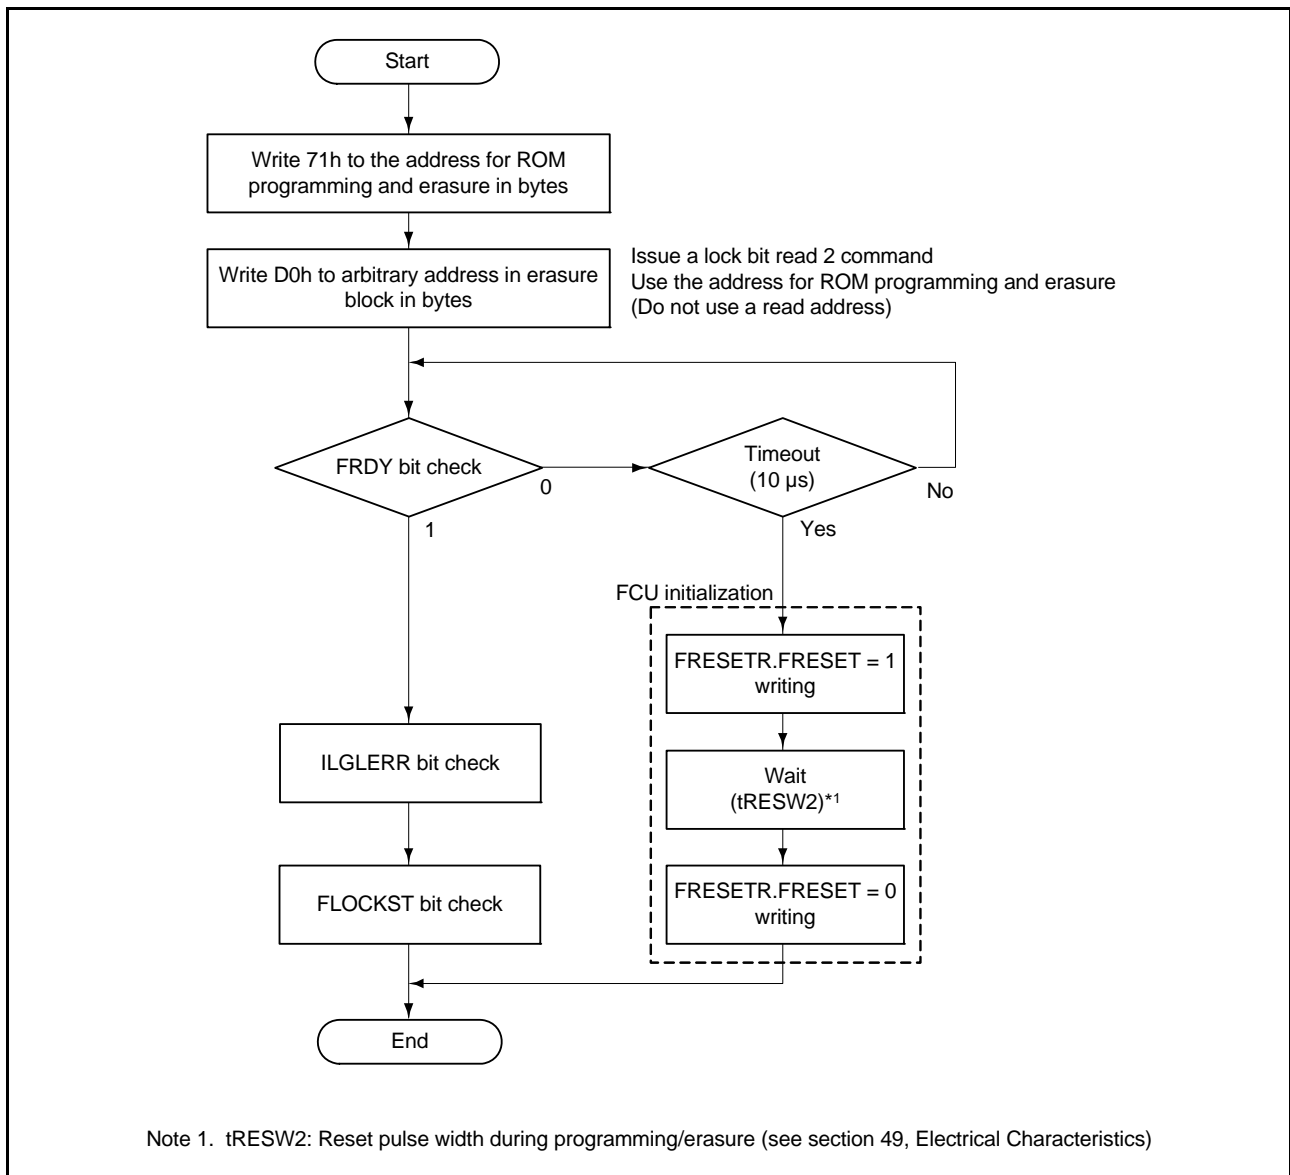 Start
Write 71h to the address for ROM
programming and erasure in bytes
Write D0h to arbitrary address in erasure
block in bytes
Issue a lock bit read 2 command
Use the address for ROM programming and erasure
(Do not use a read address)
FRDY bit check
0
1
Timeout
(10 µs)
No
Yes
FCU initialization
FRESETR.FRESET = 1
writing
Wait
(tRESW2)*1
FRESETR.FRESET = 0
writing
ILGLERR bit check
FLOCKST bit check
End
Note 1. tRESW2: Reset pulse width during programming/erasure (see section 49, Electrical Characteristics)